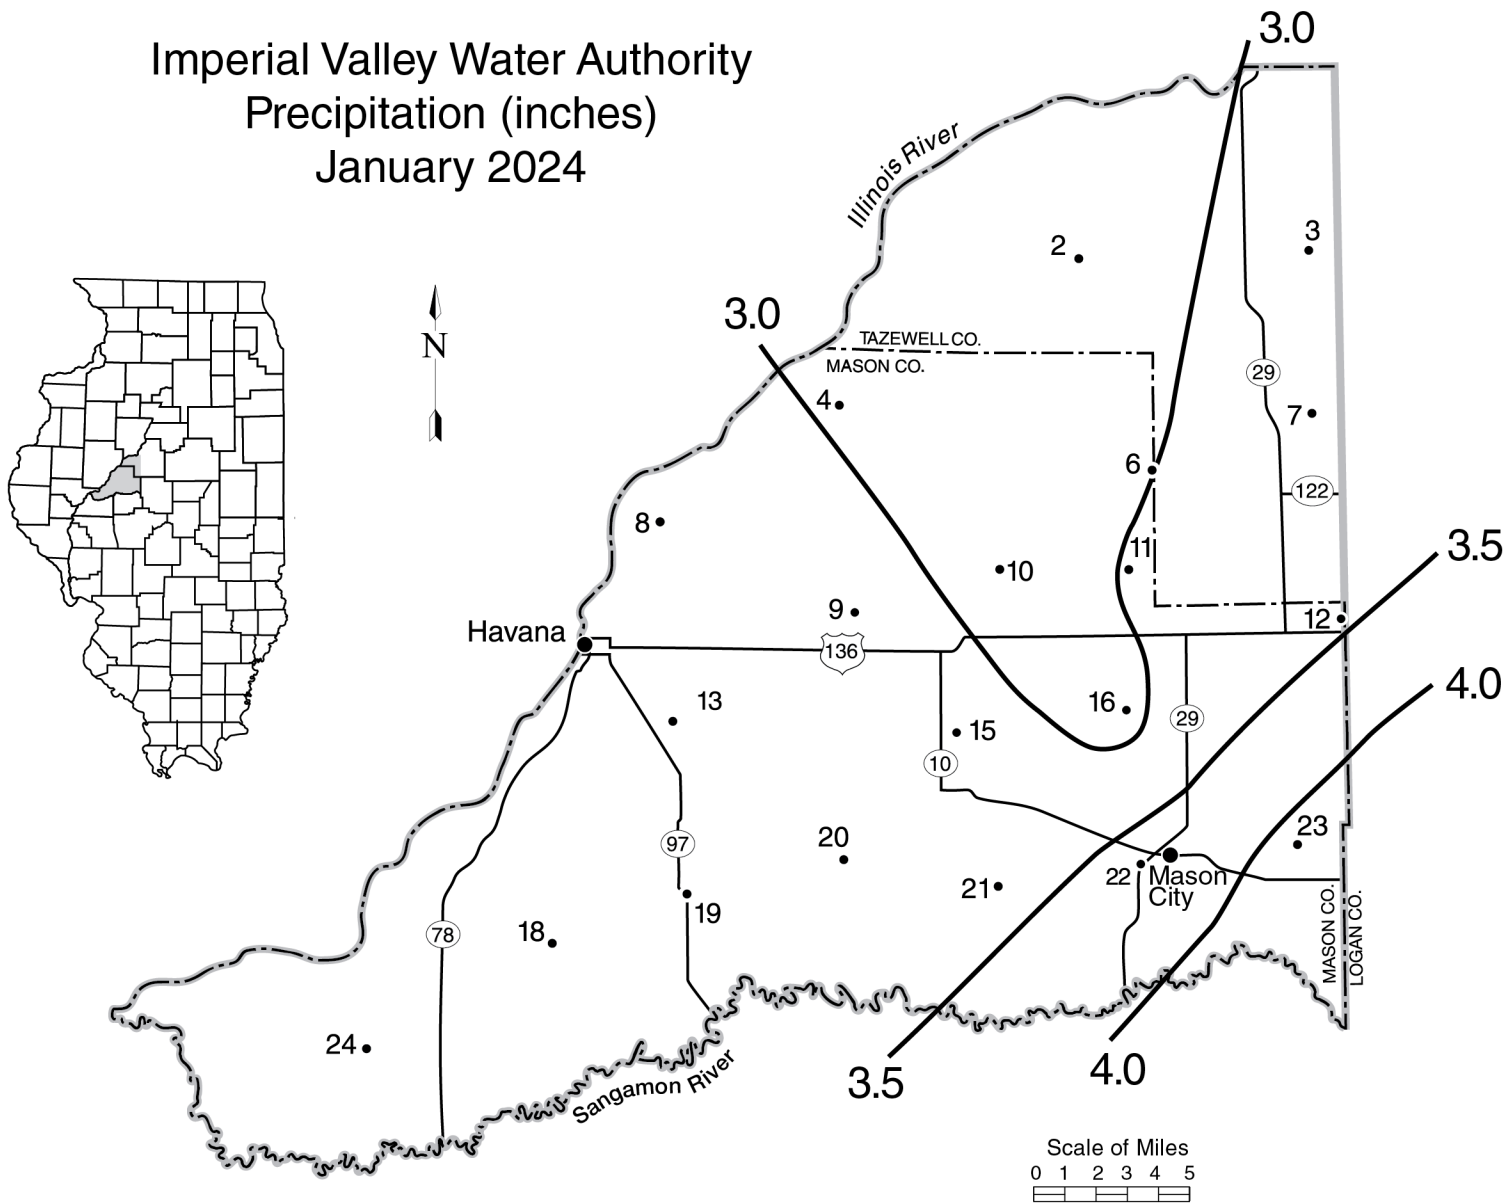 Imperial Valley Water Authority
Precipitation (inches)
January 2024
3.0
Illinois River
2
3
3.0
N
TAZEWELL CO.
MASON CO.
29
4
7
6
122
8
11
3.5
10
9
12
Havana
136
4.0
13
16
29
15
10
20
23
97
22
Mason
City
21
19
18
78
MASON CO.
LOGAN CO.
24
Sangamon River
3.5
4.0
Scale of Miles
0 1 2 3 4 5